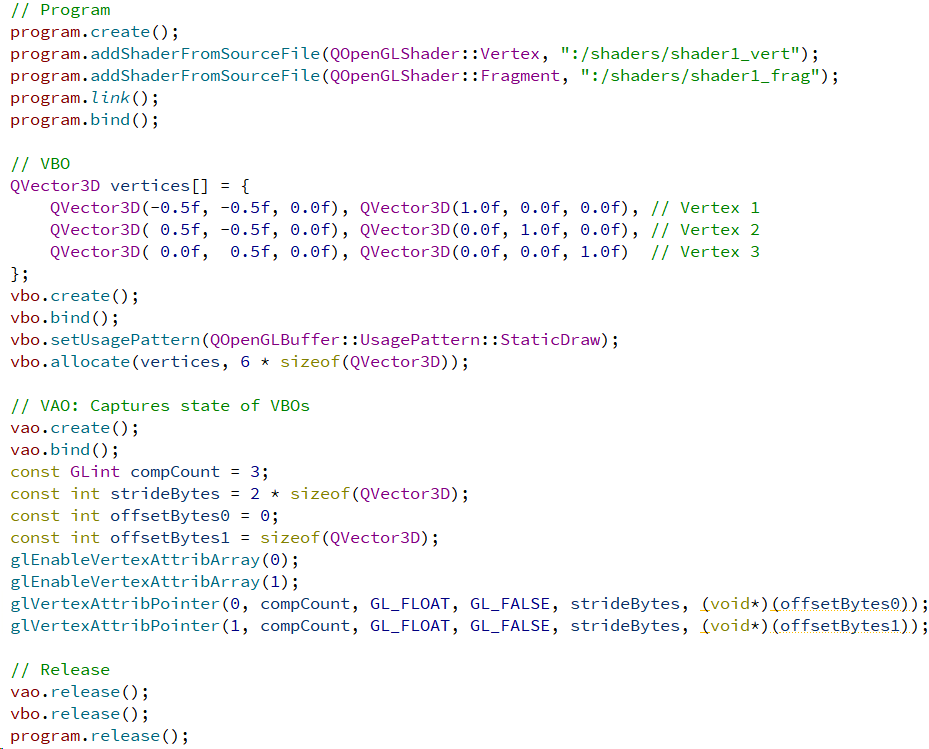 // Program
program.create();
program.addShaderFromSourceFile(QOpenGLShader::Vertex, ":/shaders/shader1_vert");
program.addShaderFromSourceFile(QOpenGLShader::Fragment, ":/shaders/shader1_frag");
program.link();
program.bind();

// VBO
QVector3D vertices[] = {
    QVector3D(-0.5f, -0.5f, 0.0f), QVector3D(1.0f, 0.0f, 0.0f), // Vertex 1
    QVector3D( 0.5f, -0.5f, 0.0f), QVector3D(0.0f, 1.0f, 0.0f), // Vertex 2
    QVector3D( 0.0f,  0.5f, 0.0f), QVector3D(0.0f, 0.0f, 1.0f)  // Vertex 3
};
vbo.create();
vbo.bind();
vbo.setUsagePattern(QOpenGLBuffer::UsagePattern::StaticDraw);
vbo.allocate(vertices, 6 * sizeof(QVector3D));

// VAO: Captures state of VBOs
vao.create();
vao.bind();
const GLint compCount = 3;
const int strideBytes = 2 * sizeof(QVector3D);
const int offsetBytes0 = 0;
const int offsetBytes1 = sizeof(QVector3D);
glEnableVertexAttribArray(0);
glEnableVertexAttribArray(1);
glVertexAttribPointer(0, compCount, GL_FLOAT, GL_FALSE, strideBytes, (void*)(offsetBytes0));
glVertexAttribPointer(1, compCount, GL_FLOAT, GL_FALSE, strideBytes, (void*)(offsetBytes1));

// Release
vao.release();
vbo.release();
program.release();